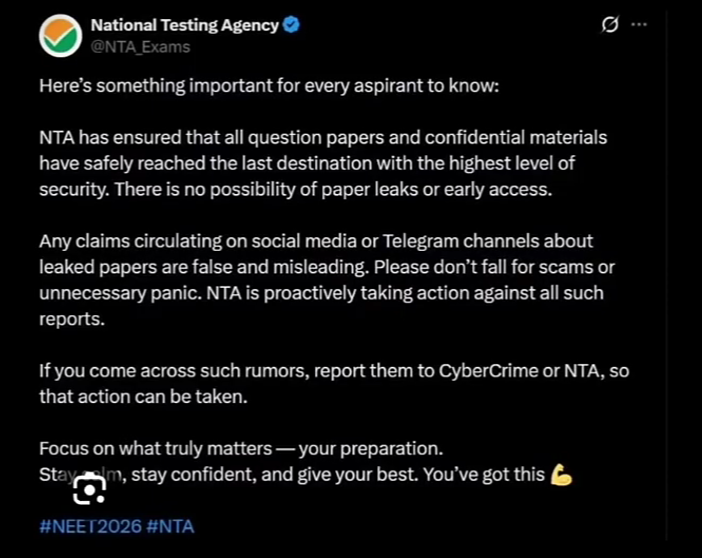 National Testing Agency
@NTA_Exams
Here's something important for every aspirant to know:
NTA has ensured that all question papers and confidential materials
have safely reached the last destination with the highest level of
security. There is no possibility of paper leaks or early access.
Any claims circulating on social media or Telegram channels about
leaked papers are false and misleading. Please don't fall for scams or
unnecessary panic. NTA is proactively taking action against all such
reports.
If you come across such rumors, report them to CyberCrime or NTA, so
that action can be taken.
Focus on what truly matters — your preparation.
Stay calm, stay confident, and give your best. You've got this 💪
#NEET2026 #NTA